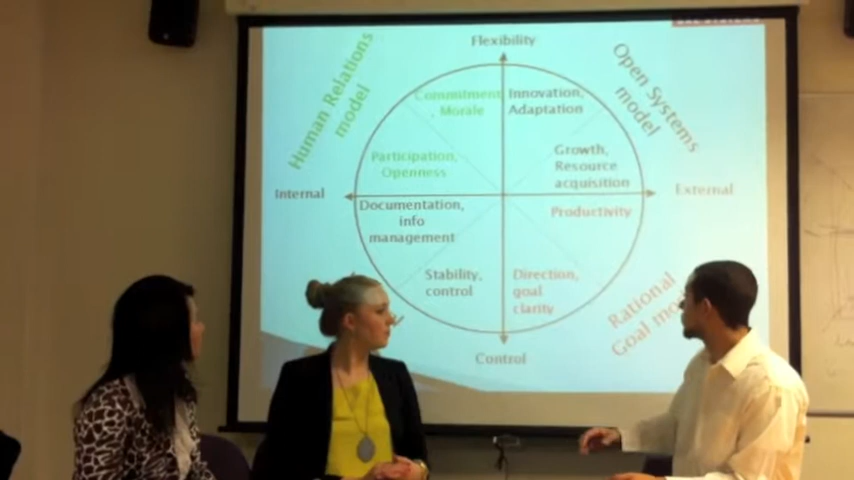 Flexibility
Human Relations
model
Open Systems
model
Commitment
, Morale
Innovation,
Adaptation
Participation,
Openness
Growth,
Resource
acquisition
Internal
External
Documentation,
info
management
Productivity
Stability,
control
Direction,
goal
clarity
Rational
Goal
Control